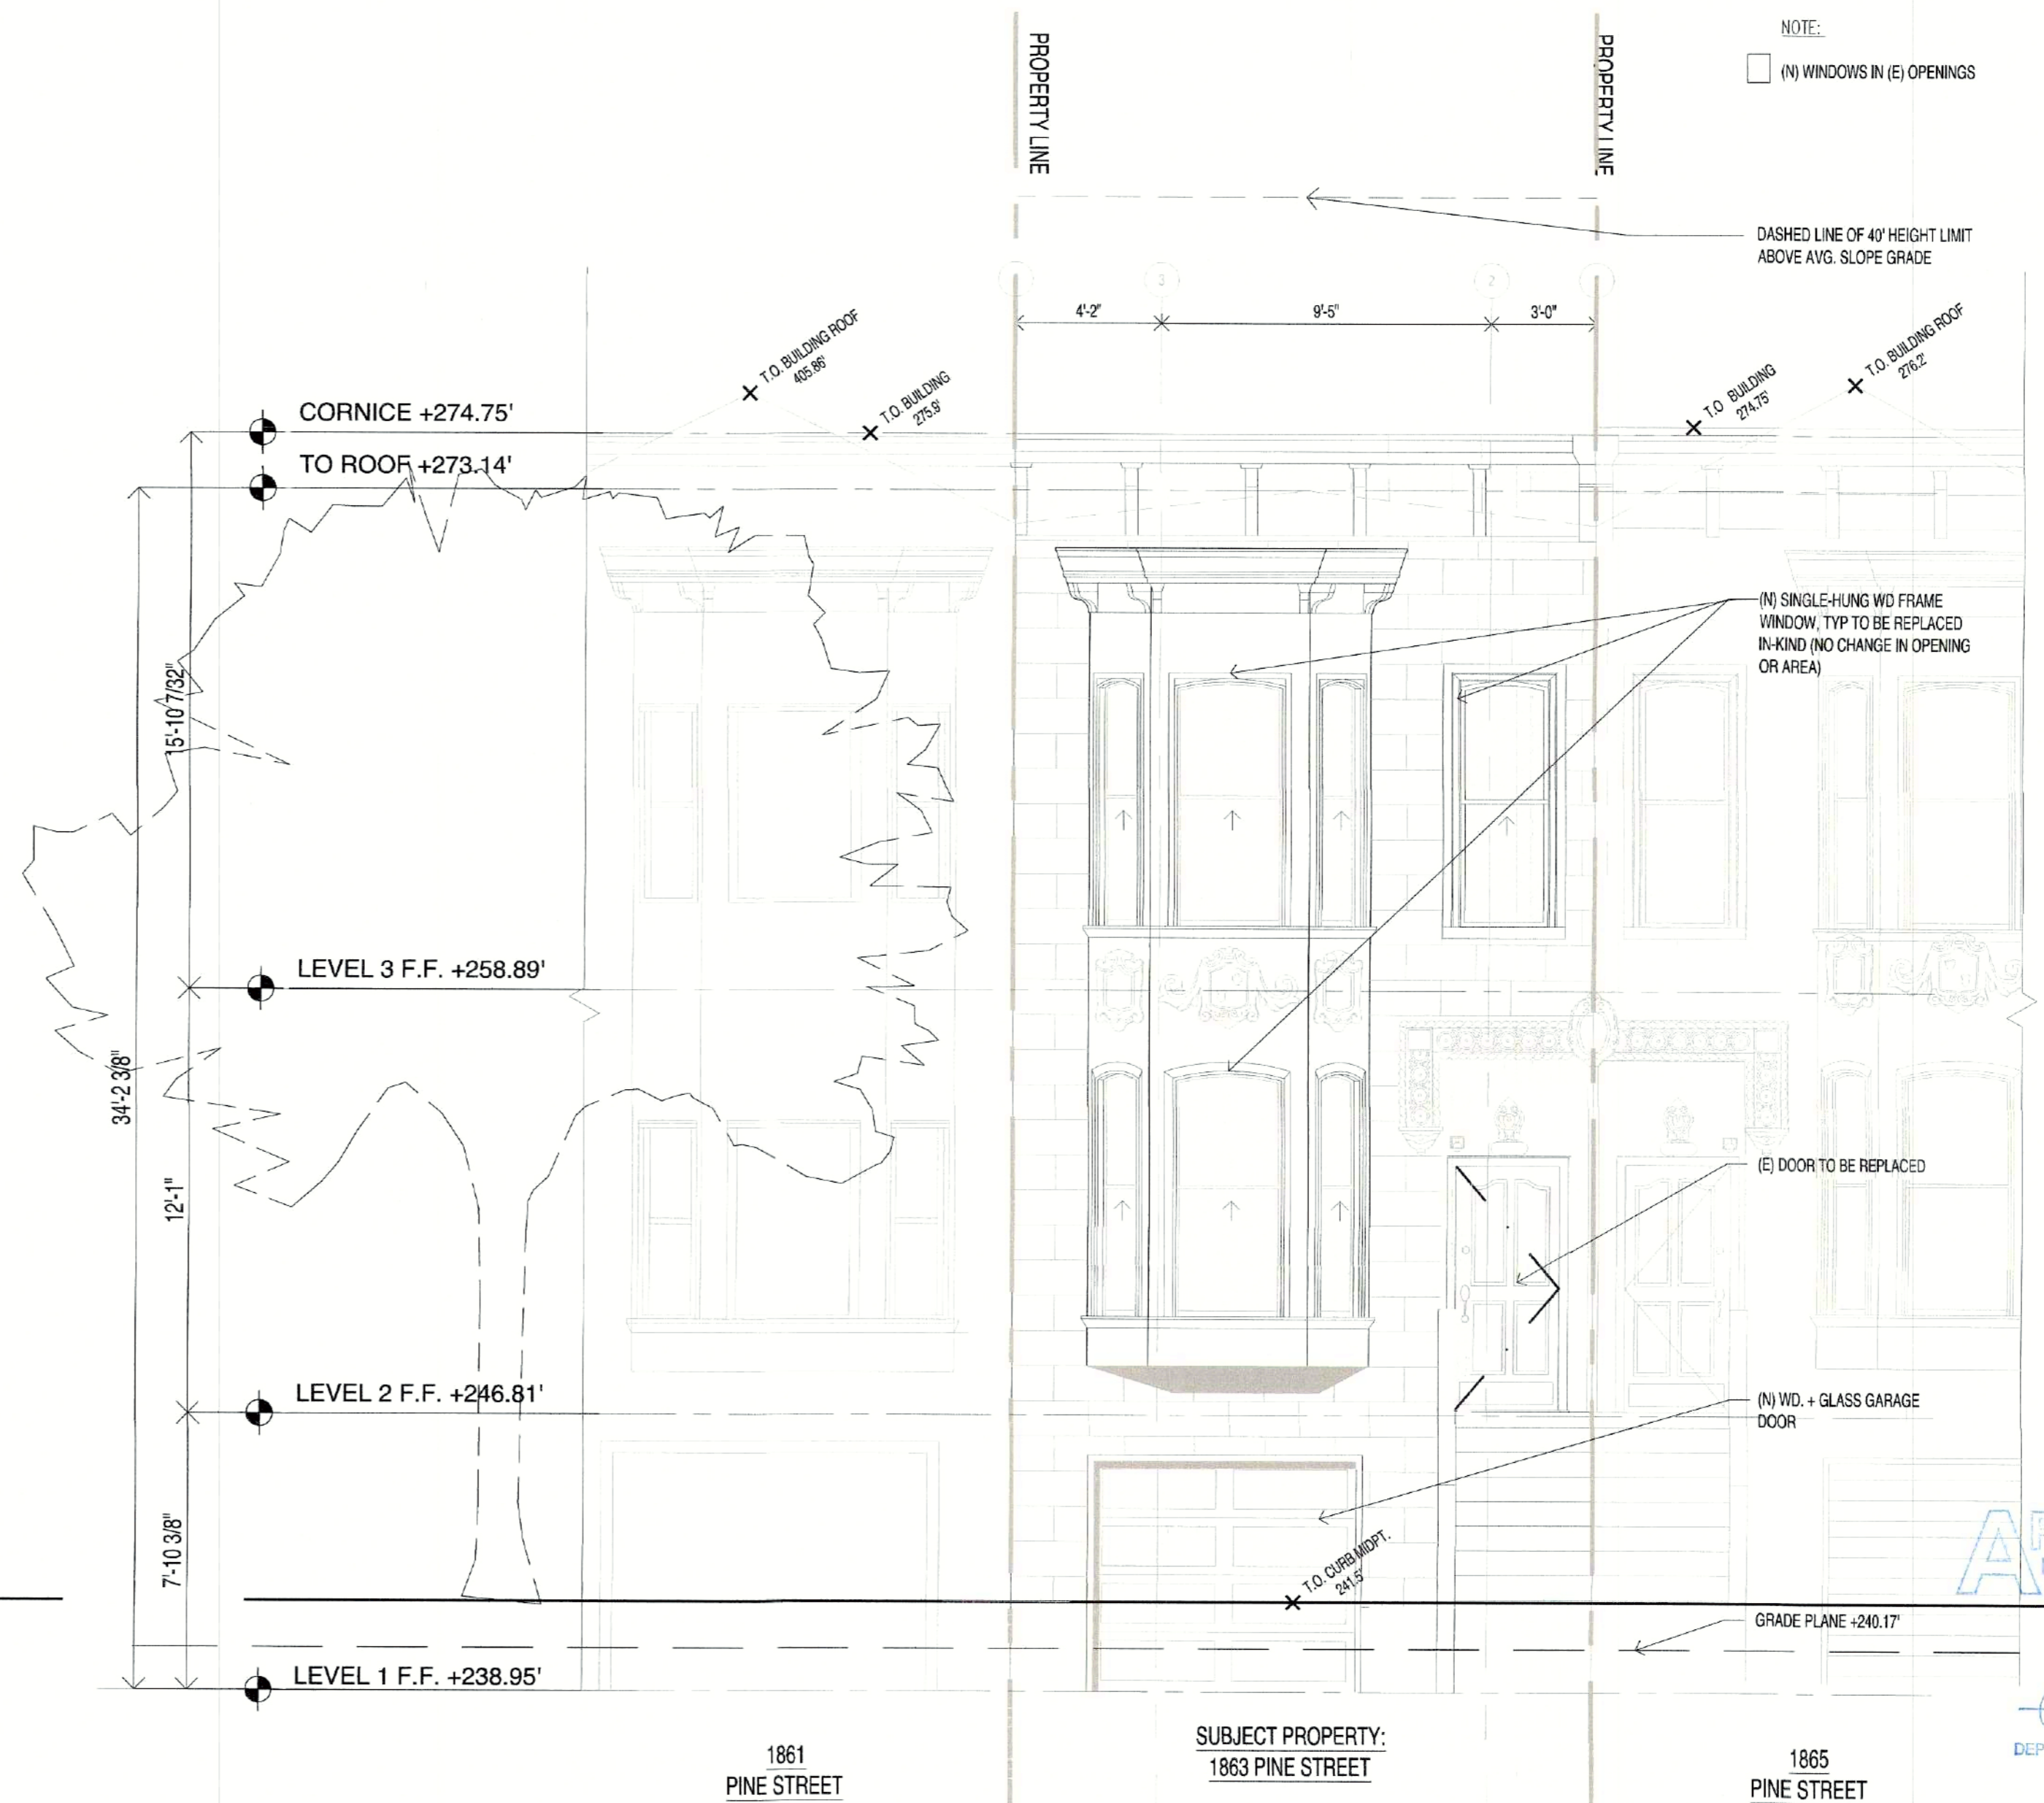 NOTE:
(N) WINDOWS IN (E) OPENINGS
PROPERTY LINE
PROPERTY LINE
DASHED LINE OF 40' HEIGHT LIMIT
ABOVE AVG. SLOPE GRADE
3
2
4'-2"
9'-5"
3'-0"
T.O. BUILDING ROOF
405.86'
T.O. BUILDING
275.9'
T.O BUILDING
274.75'
T.O. BUILDING ROOF
276.2'
CORNICE +274.75'
TO ROOF +273.14'
(N) SINGLE-HUNG WD FRAME
WINDOW, TYP TO BE REPLACED
IN-KIND (NO CHANGE IN OPENING
OR AREA)
15'-10 7/32"
LEVEL 3 F.F. +258.89'
34'-2 3/8"
12'-1"
(E) DOOR TO BE REPLACED
LEVEL 2 F.F. +246.81'
(N) WD. + GLASS GARAGE
DOOR
7'-10 3/8"
T.O. CURB MIDPT.
241.5'
GRADE PLANE +240.17'
LEVEL 1 F.F. +238.95'
1861
PINE STREET
SUBJECT PROPERTY:
1863 PINE STREET
1865
PINE STREET